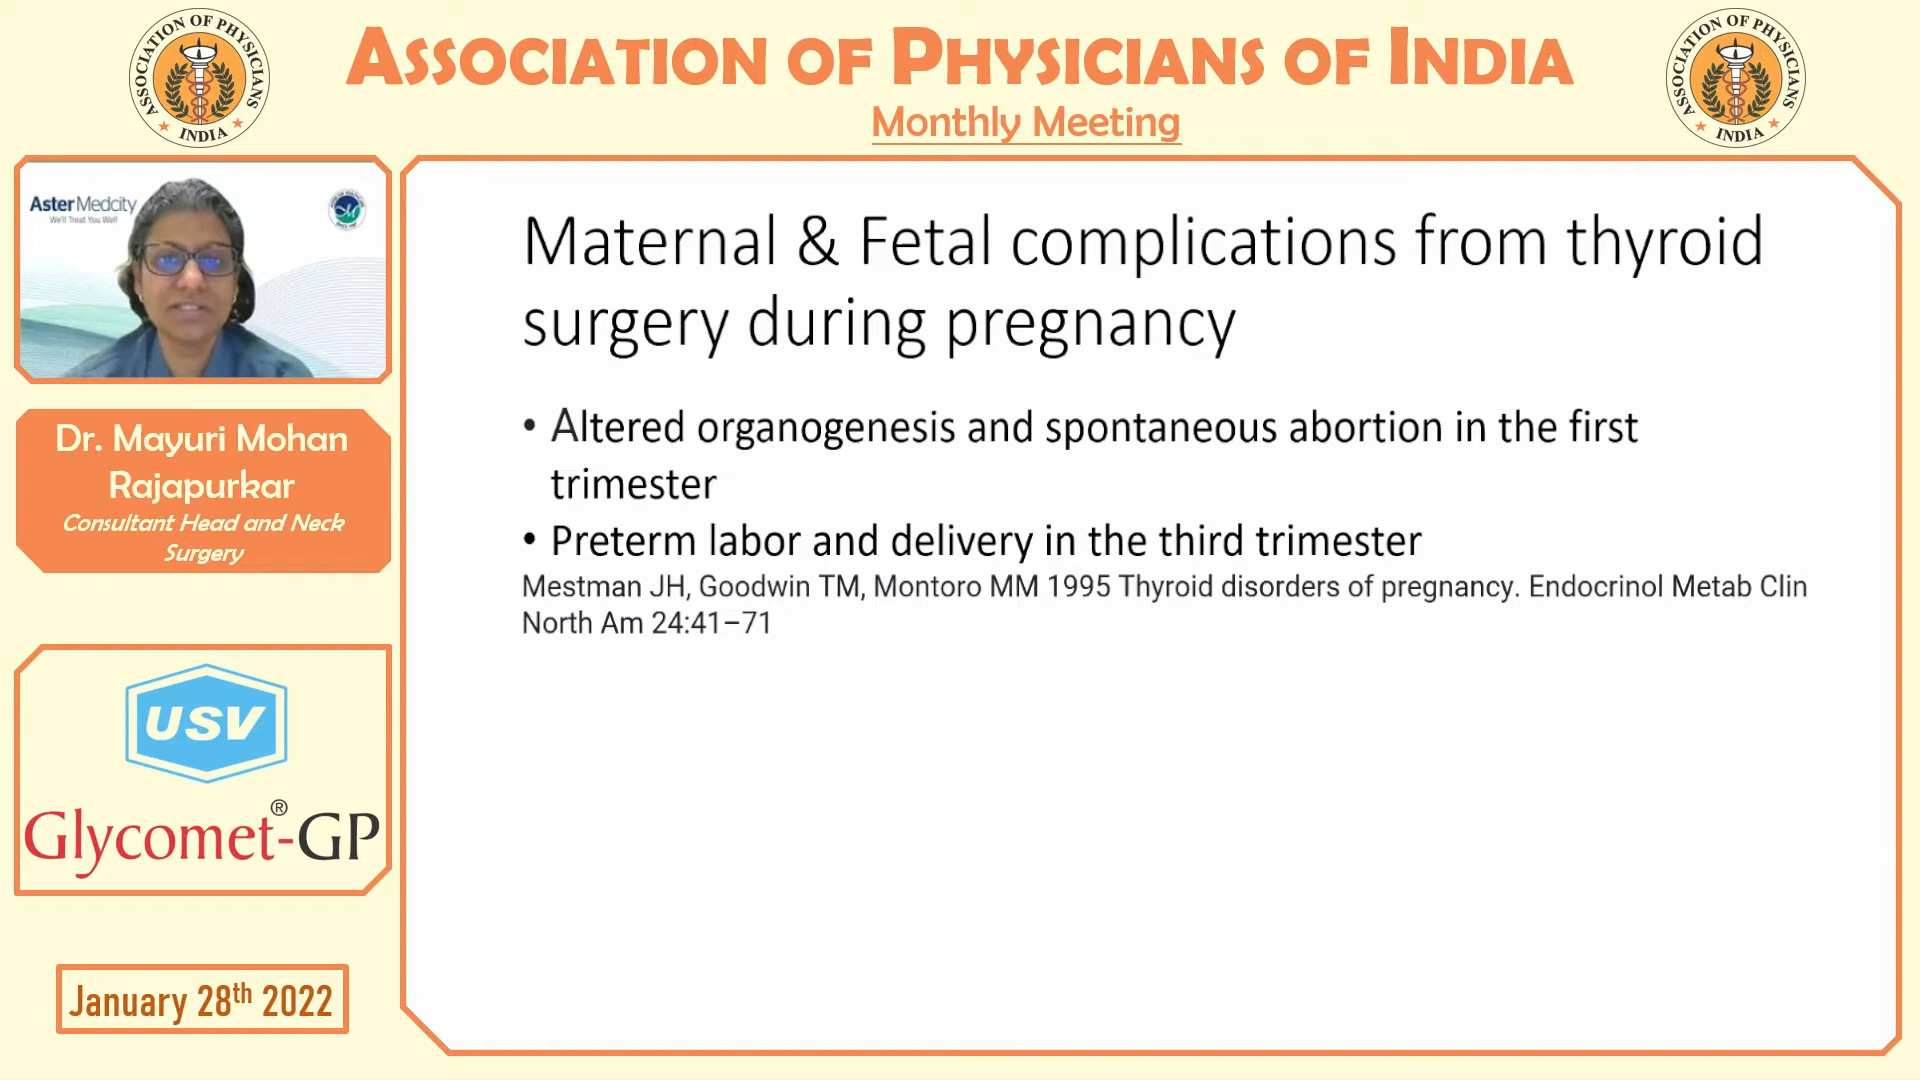 ASSOCIATION OF PHYSICIANS OF INDIA
Monthly Meeting
ASSOCIATION OF PHYSICIANS
INDIA
ASSOCIATION OF PHYSICIANS
INDIA
Aster Medcity
We'll Treat You Well
Dr. Mayuri Mohan
Rajapurkar
Consultant Head and Neck
Surgery
USV
Glycomet®-GP
January 28th 2022
Maternal & Fetal complications from thyroid
surgery during pregnancy
• Altered organogenesis and spontaneous abortion in the first
trimester
• Preterm labor and delivery in the third trimester
Mestman JH, Goodwin TM, Montoro MM 1995 Thyroid disorders of pregnancy. Endocrinol Metab Clin
North Am 24:41–71